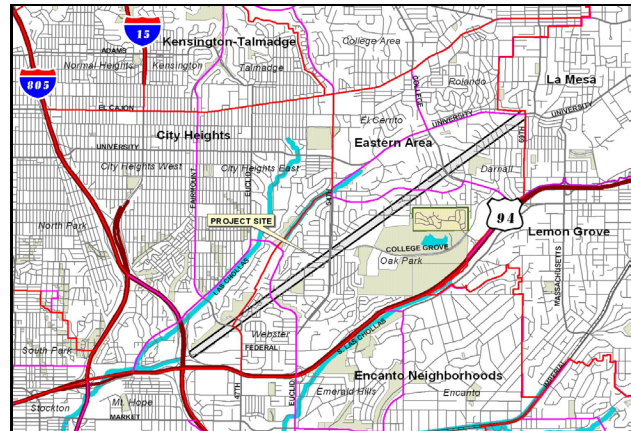 15
Kensington-Talmadge
College Area
ADAMS
Normal Heights
Kensington
Talmadge
805
Rolando
La Mesa
COLLEGE
EL CAJON
UNIVERSITY
UNIVERSITY
El Cerrito
City Heights
Eastern Area
69TH
UNIVERSITY
City Heights West
City Heights East
Darnall
FAIRMOUNT
EUCLID
54TH
PROJECT SITE
94
North Park
Lemon Grove
COLLEGE GROVE
Oak Park
MASSACHUSETTS
LAS CHOLLAS
Webster
FEDERAL
S. LAS CHOLLAS
South Park
47TH
EUCLID
Encanto Neighborhoods
IMPERIAL
Emerald Hills
Encanto
Stockton
Mt. Hope
MARKET